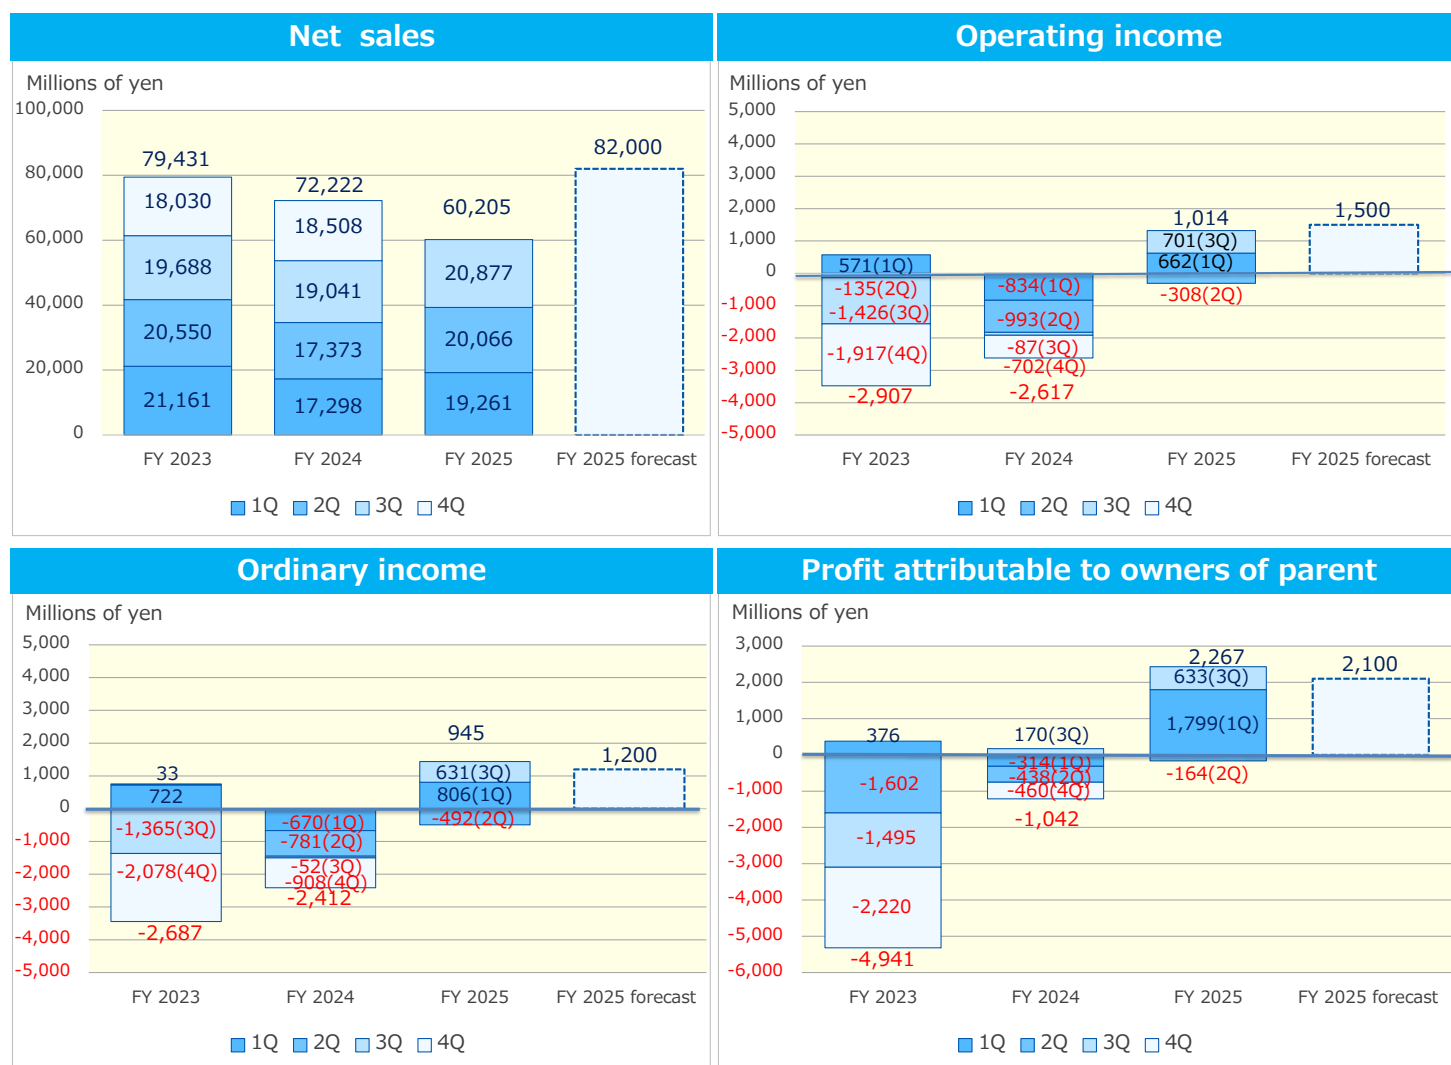 Net sales
Millions of yen
100,000
80,000
60,000
40,000
20,000
0
79,431
18,030
19,688
20,550
21,161
72,222
18,508
19,041
17,373
17,298
60,205
20,877
20,066
19,261
82,000
FY 2023
FY 2024
FY 2025
FY 2025 forecast
1Q 2Q 3Q 4Q
Operating income
Millions of yen
5,000
4,000
3,000
2,000
1,000
0
-1,000
-2,000
-3,000
-4,000
-5,000
571(1Q)
-135(2Q)
-1,426(3Q)
-1,917(4Q)
-2,907
-834(1Q)
-993(2Q)
-87(3Q)
-702(4Q)
-2,617
1,014
701(3Q)
662(1Q)
-308(2Q)
1,500
FY 2023
FY 2024
FY 2025
FY 2025 forecast
1Q 2Q 3Q 4Q
Ordinary income
Millions of yen
5,000
4,000
3,000
2,000
1,000
0
-1,000
-2,000
-3,000
-4,000
-5,000
33
722
-1,365(3Q)
-2,078(4Q)
-2,687
-670(1Q)
-781(2Q)
-52(3Q)
-908(4Q)
-2,412
945
631(3Q)
806(1Q)
-492(2Q)
1,200
FY 2023
FY 2024
FY 2025
FY 2025 forecast
1Q 2Q 3Q 4Q
Profit attributable to owners of parent
Millions of yen
3,000
2,000
1,000
0
-1,000
-2,000
-3,000
-4,000
-5,000
-6,000
376
-1,602
-1,495
-2,220
-4,941
170(3Q)
-314(1Q)
-438(2Q)
-460(4Q)
-1,042
2,267
633(3Q)
1,799(1Q)
-164(2Q)
2,100
FY 2023
FY 2024
FY 2025
FY 2025 forecast
1Q 2Q 3Q 4Q